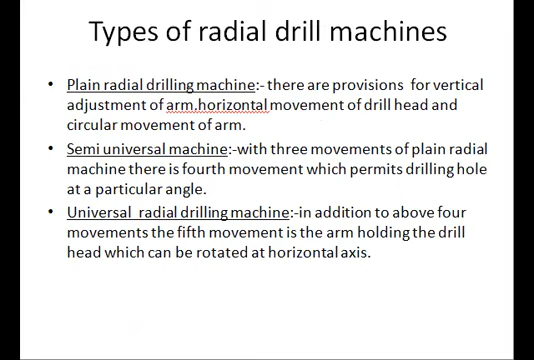 Types of radial drill machines
• Plain radial drilling machine:- there are provisions for vertical
adjustment of arm.horizontal movement of drill head and
circular movement of arm.
• Semi universal machine:-with three movements of plain radial
machine there is fourth movement which permits drilling hole
at a particular angle.
• Universal radial drilling machine:-in addition to above four
movements the fifth movement is the arm holding the drill
head which can be rotated at horizontal axis.